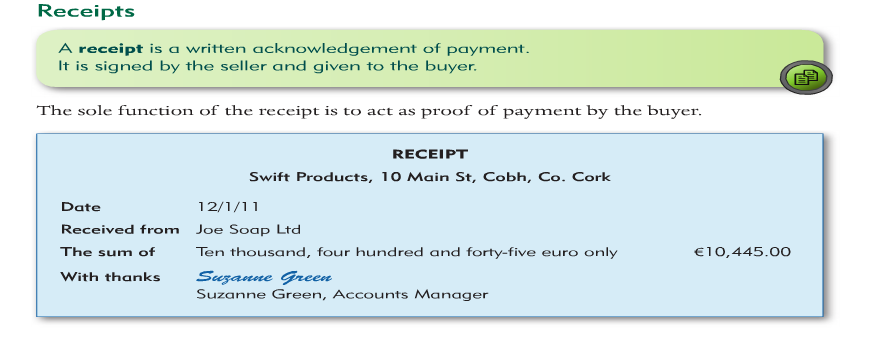 Receipts
A receipt is a written acknowledgement of payment.
It is signed by the seller and given to the buyer.
The sole function of the receipt is to act as proof of payment by the buyer.
RECEIPT
Swift Products, 10 Main St, Cobh, Co. Cork
Date 12/1/11
Received from Joe Soap Ltd
The sum of Ten thousand, four hundred and forty-five euro only €10,445.00
With thanks Suzanne Green
Suzanne Green, Accounts Manager